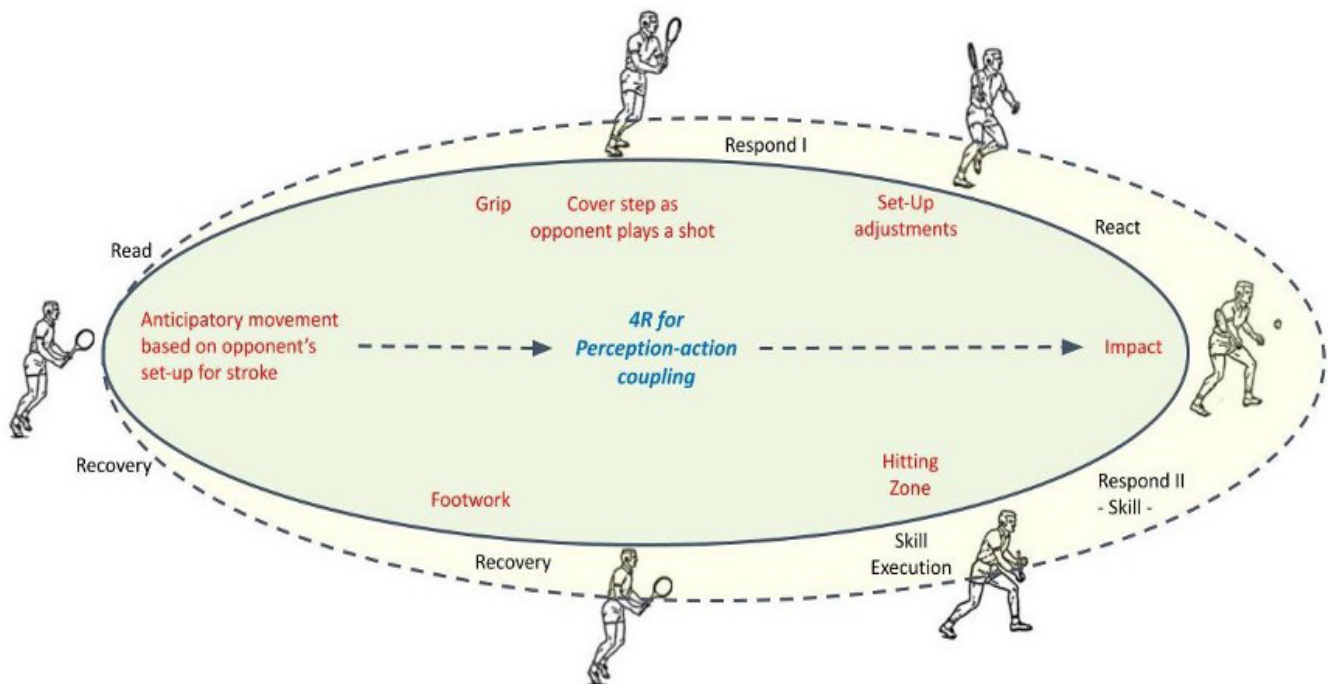 Respond I
Grip
Cover step as
opponent plays a shot
Set-Up
adjustments
React
Read
Anticipatory movement
based on opponent's
set-up for stroke
4R for
Perception-action
coupling
Impact
Recovery
Footwork
Hitting
Zone
Respond II
- Skill -
Recovery
Skill
Execution